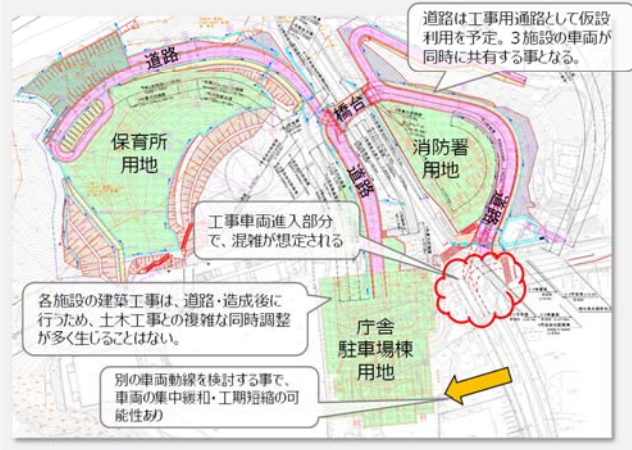 道路は工事用通路として仮設
利用を予定。３施設の車両が
同時に共有する事となる。
道路
橋台
保育所
用地
消防署
用地
道路
道路
工事車両進入部分
で、混雑が想定される
各施設の建築工事は、道路・造成後に
行うため、土木工事との複雑な同時調整
が多く生じることはない。
庁舎
駐車場棟
用地
別の車両動線を検討する事で、
車両の集中緩和・工期短縮の可
能性あり